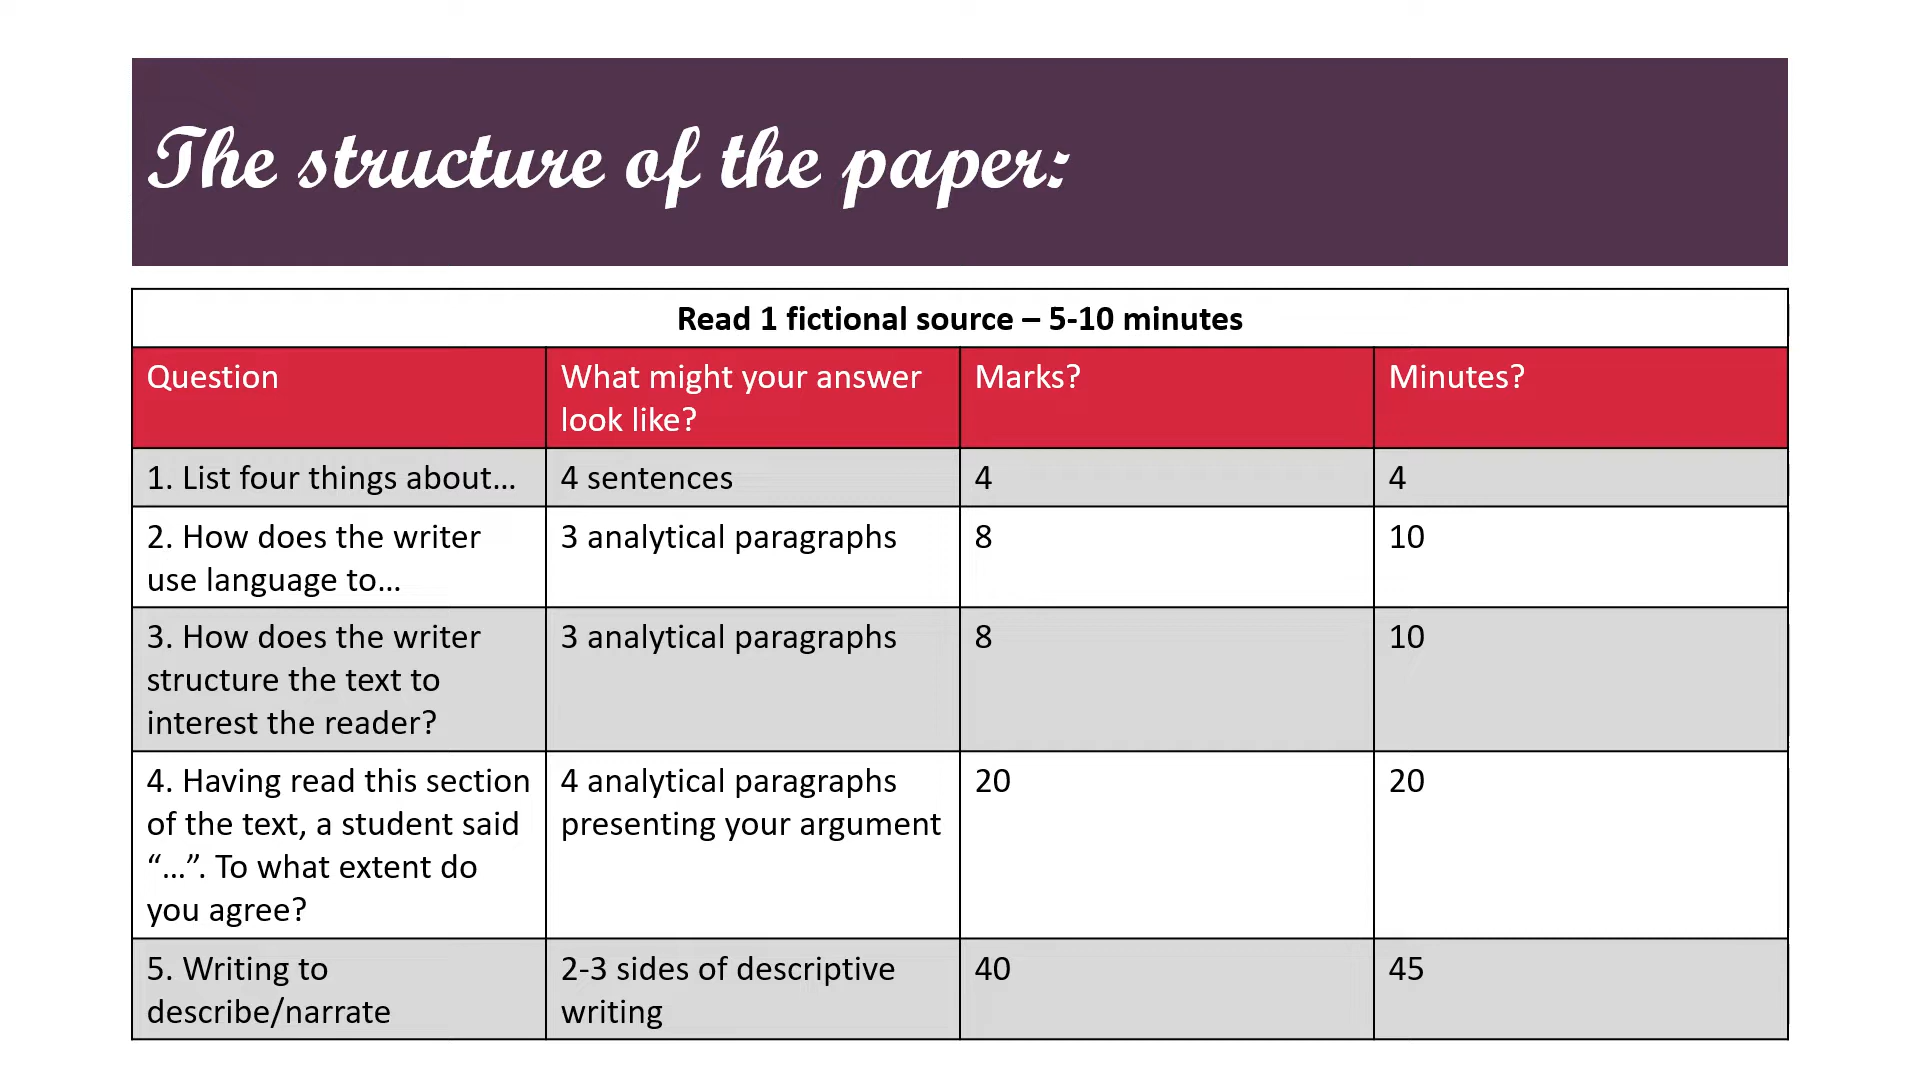 The structure of the paper:
Read 1 fictional source – 5-10 minutes
Question
What might your answer
look like?
Marks?
Minutes?
1. List four things about…
4 sentences
4
4
2. How does the writer
use language to…
3 analytical paragraphs
8
10
3. How does the writer
structure the text to
interest the reader?
3 analytical paragraphs
8
10
4. Having read this section
of the text, a student said
“…”. To what extent do
you agree?
4 analytical paragraphs
presenting your argument
20
20
5. Writing to
describe/narrate
2-3 sides of descriptive
writing
40
45